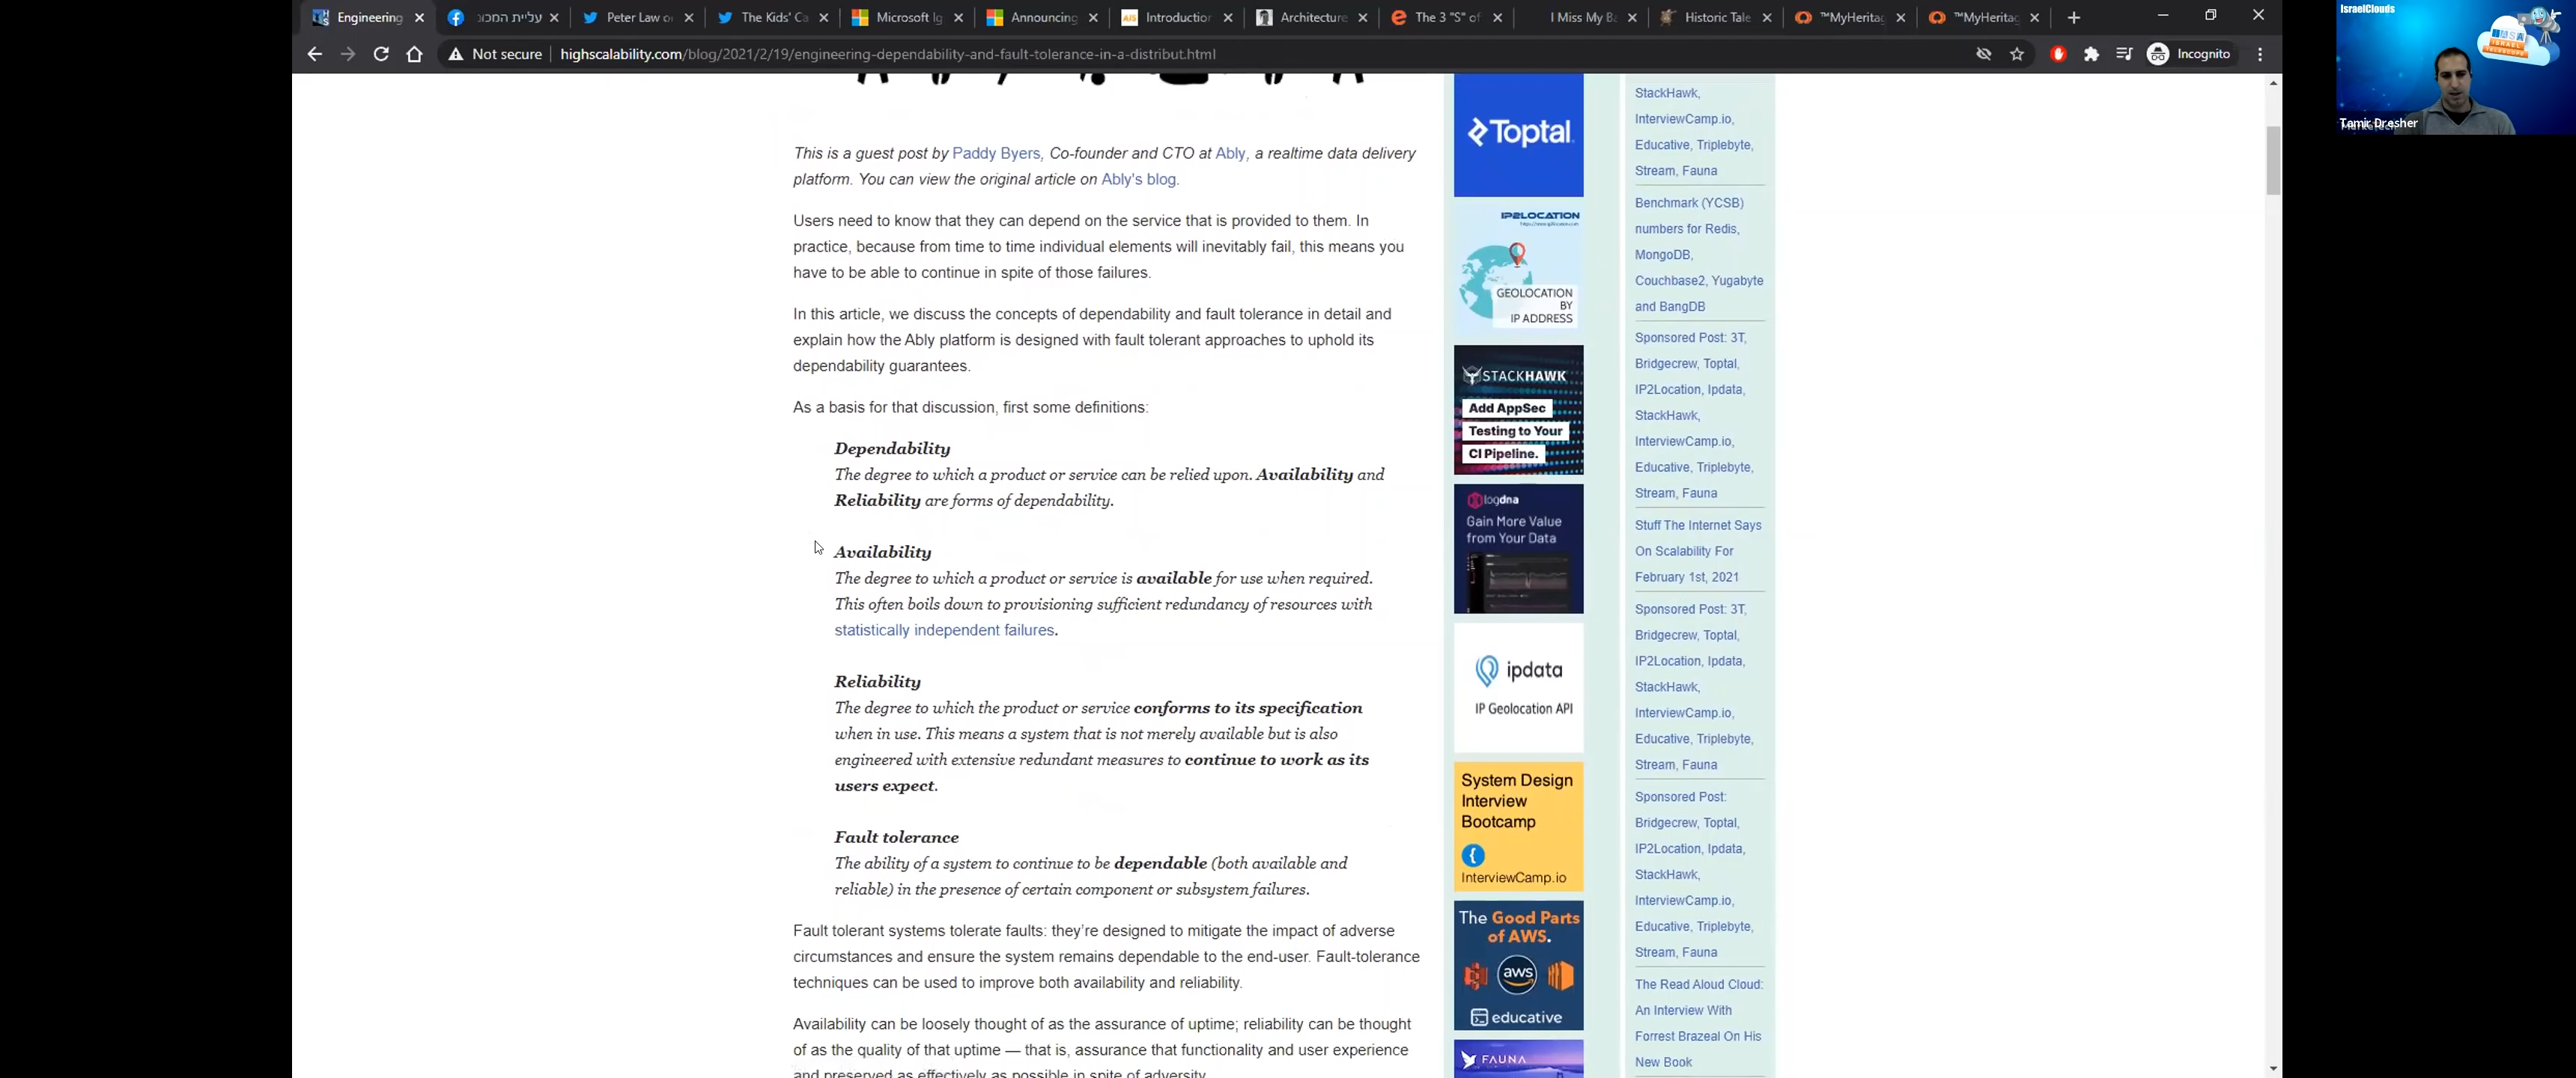 Engineering
עליית המכונ
Peter Law o
The Kids' Ca
Microsoft Ig
Announcing
Introduction
Architecture
The 3 "S" of
I Miss My Ba
Historic Tale
™MyHeritag
™MyHeritag
Not secure
highscalability.com/blog/2021/2/19/engineering-dependability-and-fault-tolerance-in-a-distribut.html
Incognito
This is a guest post by Paddy Byers, Co-founder and CTO at Ably, a realtime data delivery
platform. You can view the original article on Ably's blog.
Users need to know that they can depend on the service that is provided to them. In
practice, because from time to time individual elements will inevitably fail, this means you
have to be able to continue in spite of those failures.
In this article, we discuss the concepts of dependability and fault tolerance in detail and
explain how the Ably platform is designed with fault tolerant approaches to uphold its
dependability guarantees.
As a basis for that discussion, first some definitions:
Dependability
The degree to which a product or service can be relied upon. Availability and
Reliability are forms of dependability.
Availability
The degree to which a product or service is available for use when required.
This often boils down to provisioning sufficient redundancy of resources with
statistically independent failures.
Reliability
The degree to which the product or service conforms to its specification
when in use. This means a system that is not merely available but is also
engineered with extensive redundant measures to continue to work as its
users expect.
Fault tolerance
The ability of a system to continue to be dependable (both available and
reliable) in the presence of certain component or subsystem failures.
Fault tolerant systems tolerate faults: they're designed to mitigate the impact of adverse
circumstances and ensure the system remains dependable to the end-user. Fault-tolerance
techniques can be used to improve both availability and reliability.
Availability can be loosely thought of as the assurance of uptime; reliability can be thought
of as the quality of that uptime — that is, assurance that functionality and user experience
and preserved as effectively as possible in spite of adversity.
Toptal
IP2LOCATION
GEOLOCATION
BY
IP ADDRESS
STACKHAWK
Add AppSec
Testing to Your
CI Pipeline.
logdna
Gain More Value
from Your Data
ipdata
IP Geolocation API
System Design
Interview
Bootcamp
{
InterviewCamp.io
The Good Parts
of AWS.
aws
educative
FAUNA
StackHawk,
InterviewCamp.io,
Educative, Triplebyte,
Stream, Fauna
Benchmark (YCSB)
numbers for Redis,
MongoDB,
Couchbase2, Yugabyte
and BangDB
Sponsored Post: 3T,
Bridgecrew, Toptal,
IP2Location, Ipdata,
StackHawk,
InterviewCamp.io,
Educative, Triplebyte,
Stream, Fauna
Stuff The Internet Says
On Scalability For
February 1st, 2021
Sponsored Post: 3T,
Bridgecrew, Toptal,
IP2Location, Ipdata,
StackHawk,
InterviewCamp.io,
Educative, Triplebyte,
Stream, Fauna
Sponsored Post:
Bridgecrew, Toptal,
IP2Location, Ipdata,
StackHawk,
InterviewCamp.io,
Educative, Triplebyte,
Stream, Fauna
The Read Aloud Cloud:
An Interview With
Forrest Brazeal On His
New Book
IsraelClouds
Tamir Dresher